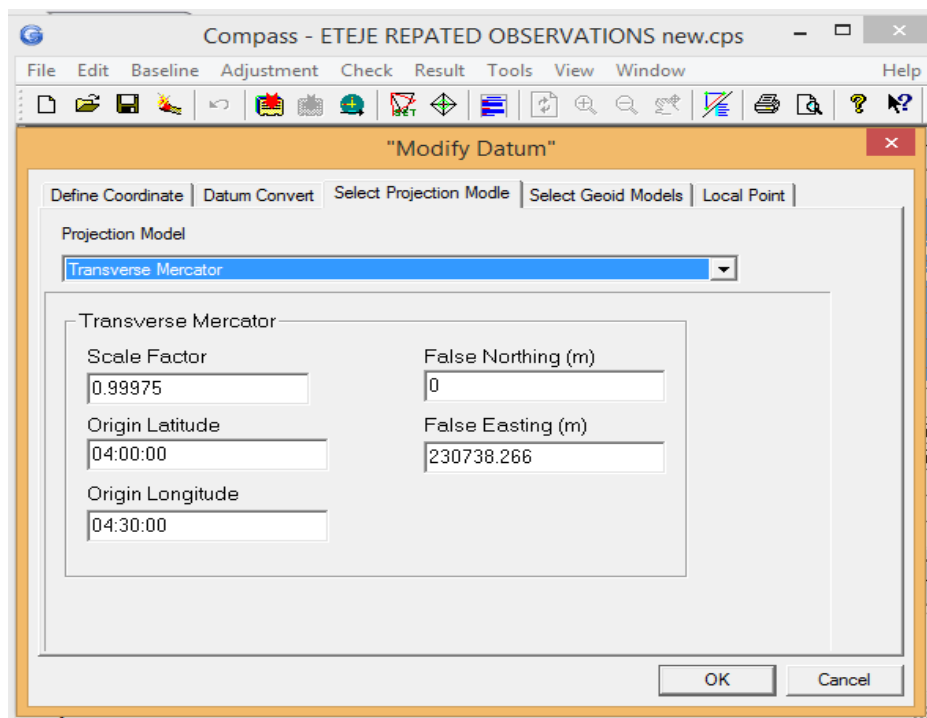 Compass - ETEJE REPATED OBSERVATIONS new.cps
File Edit Baseline Adjustment Check Result Tools View Window Help
"Modify Datum"
Define Coordinate Datum Convert Select Projection Modle Select Geoid Models Local Point
Projection Model
Transverse Mercator
Transverse Mercator
Scale Factor False Northing (m)
0.99975 0
Origin Latitude False Easting (m)
04:00:00 230738.266
Origin Longitude
04:30:00
OK Cancel